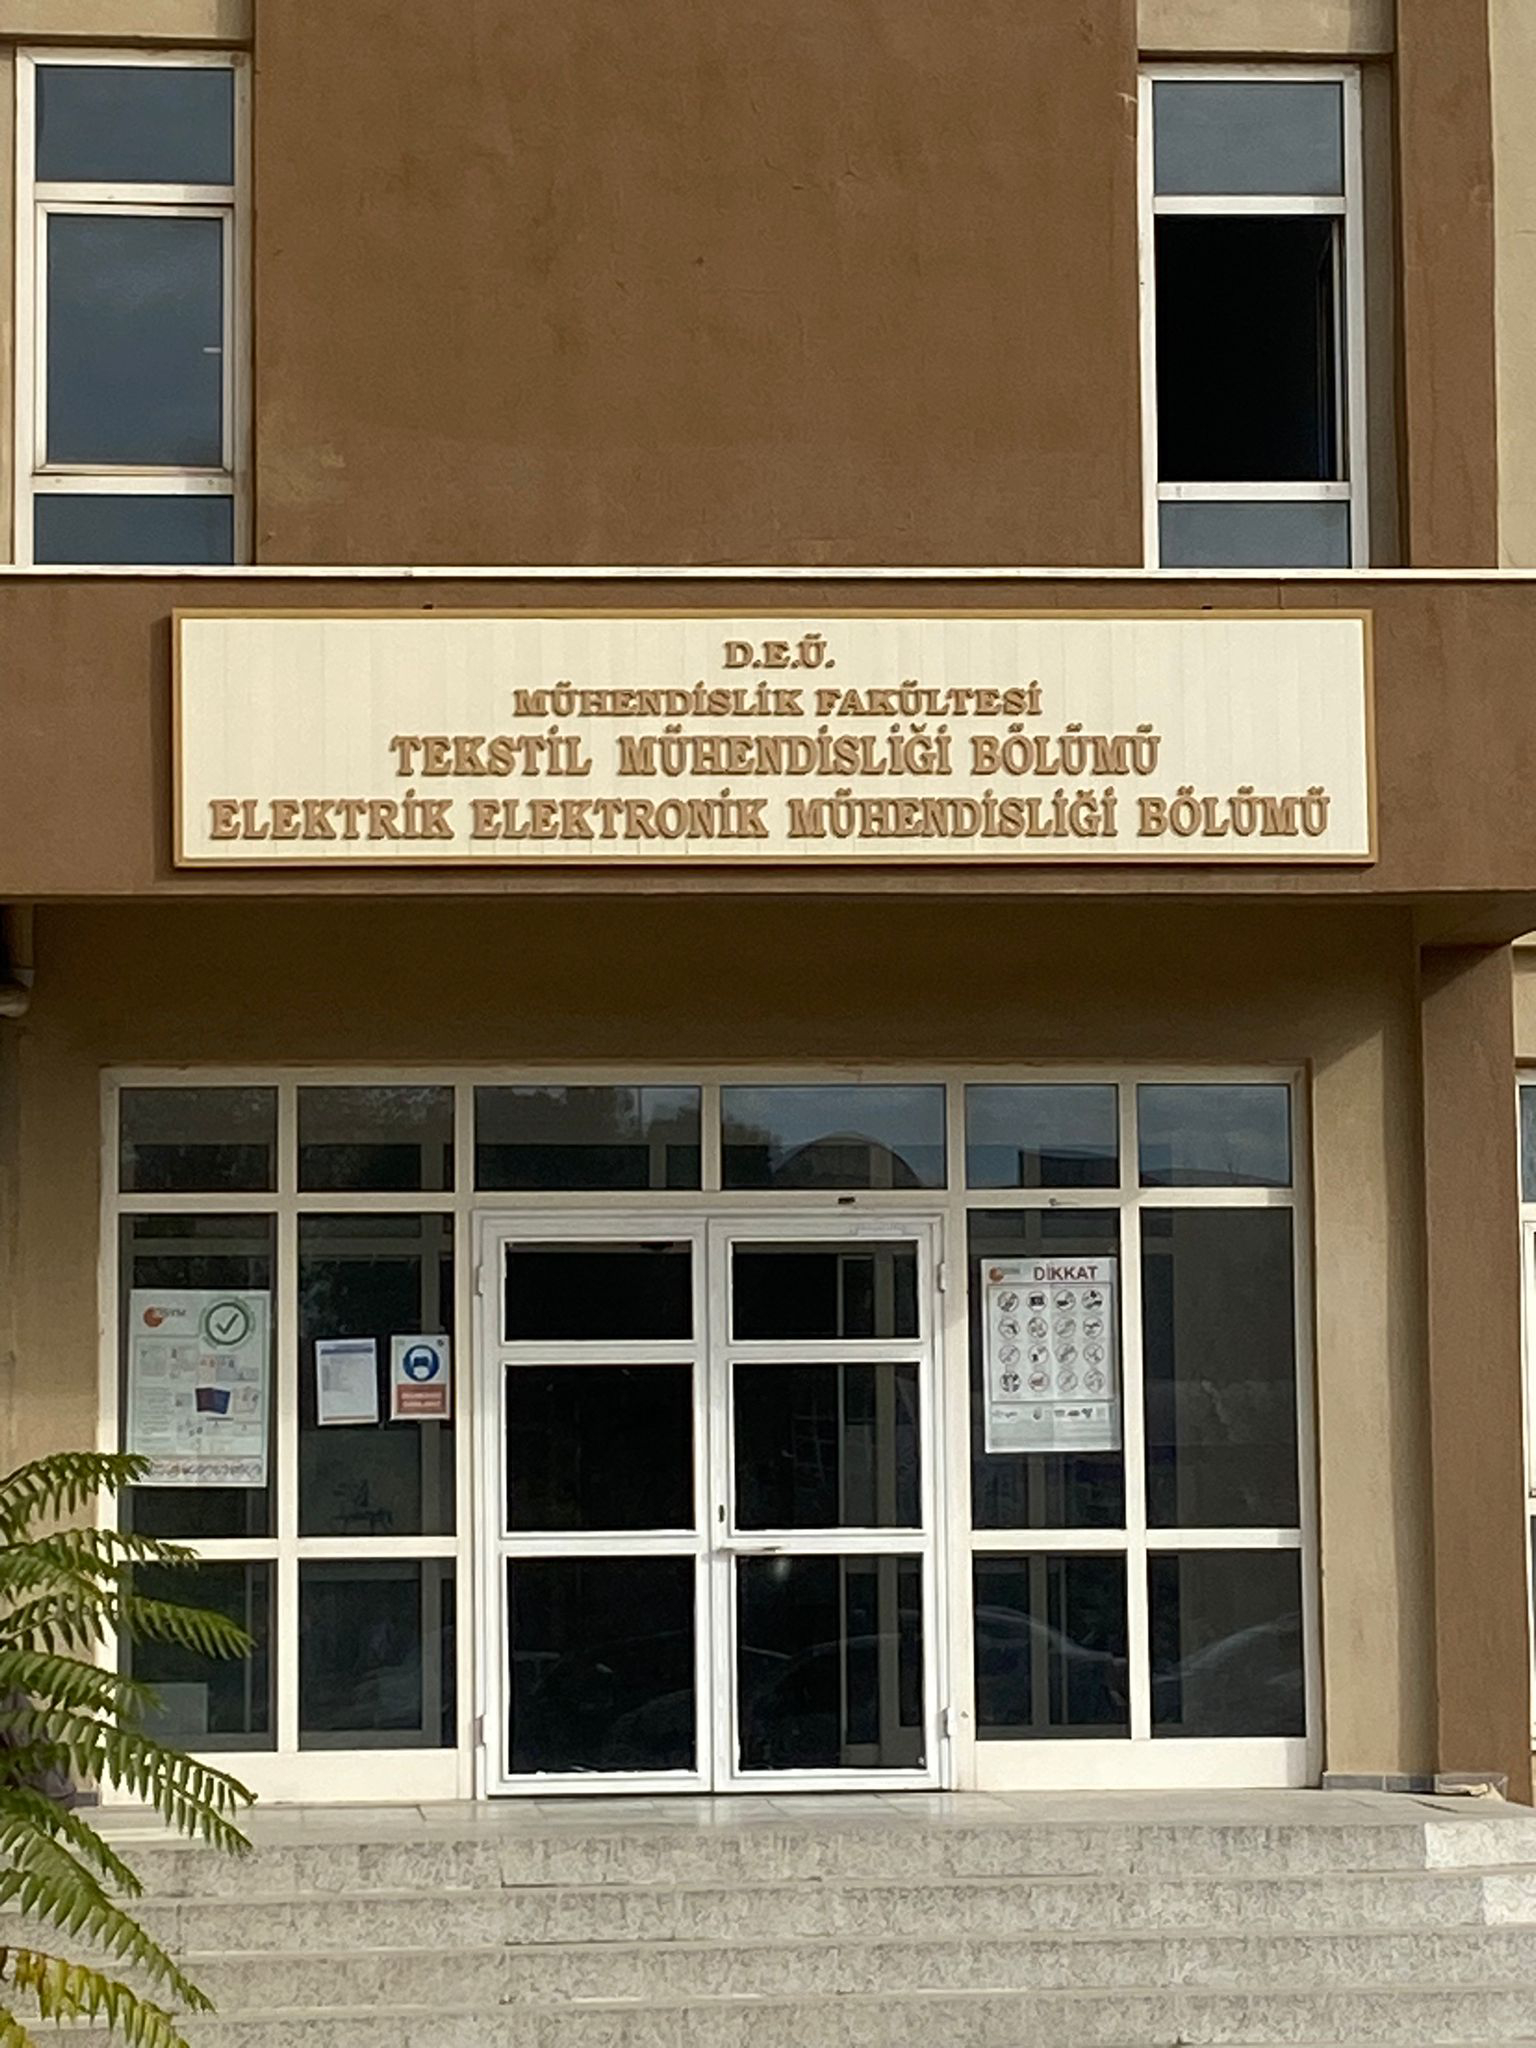 D.E.Ü.
MÜHENDİSLİK FAKÜLTESİ
TEKSTİL MÜHENDİSLİĞİ BÖLÜMÜ
ELEKTRİK ELEKTRONİK MÜHENDİSLİĞİ BÖLÜMÜ
DİKKAT